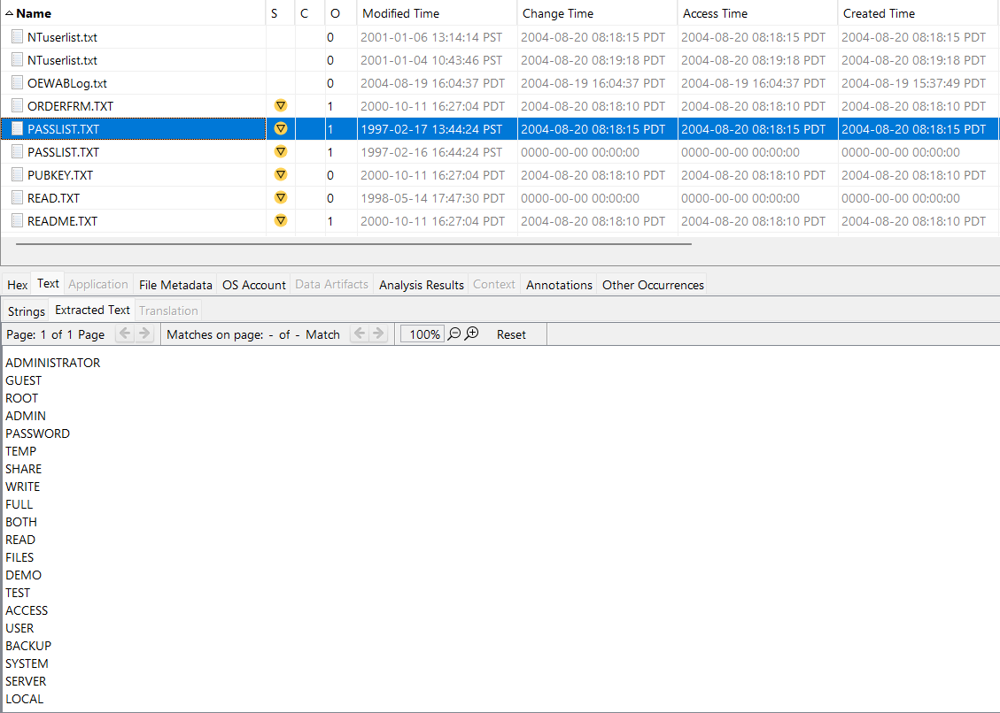 Name S C O Modified Time Change Time Access Time Created Time
NTuserlist.txt 0 2001-01-06 13:14:14 PST 2004-08-20 08:18:15 PDT 2004-08-20 08:18:15 PDT 2004-08-20 08:18:15 PDT
NTuserlist.txt 0 2001-01-04 10:43:46 PST 2004-08-20 08:19:18 PDT 2004-08-20 08:19:18 PDT 2004-08-20 08:19:18 PDT
OEWABLog.txt 0 2004-08-19 16:04:37 PDT 2004-08-19 16:04:37 PDT 2004-08-19 16:04:37 PDT 2004-08-19 15:37:49 PDT
ORDERFRM.TXT 1 2000-10-11 16:27:04 PDT 2004-08-20 08:18:10 PDT 2004-08-20 08:18:10 PDT 2004-08-20 08:18:10 PDT
PASSLIST.TXT 1 1997-02-17 13:44:24 PST 2004-08-20 08:18:15 PDT 2004-08-20 08:18:15 PDT 2004-08-20 08:18:15 PDT
PASSLIST.TXT 1 1997-02-16 16:44:24 PST 0000-00-00 00:00:00 0000-00-00 00:00:00 0000-00-00 00:00:00
PUBKEY.TXT 0 2000-10-11 16:27:04 PDT 2004-08-20 08:18:10 PDT 2004-08-20 08:18:10 PDT 2004-08-20 08:18:10 PDT
READ.TXT 0 1998-05-14 17:47:30 PDT 0000-00-00 00:00:00 0000-00-00 00:00:00 0000-00-00 00:00:00
README.TXT 1 2000-10-11 16:27:04 PDT 2004-08-20 08:18:10 PDT 2004-08-20 08:18:10 PDT 2004-08-20 08:18:10 PDT
Hex Text Application File Metadata OS Account Data Artifacts Analysis Results Context Annotations Other Occurrences
Strings Extracted Text Translation
Page: 1 of 1 Page Matches on page: - of - Match 100% Reset
ADMINISTRATOR
GUEST
ROOT
ADMIN
PASSWORD
TEMP
SHARE
WRITE
FULL
BOTH
READ
FILES
DEMO
TEST
ACCESS
USER
BACKUP
SYSTEM
SERVER
LOCAL